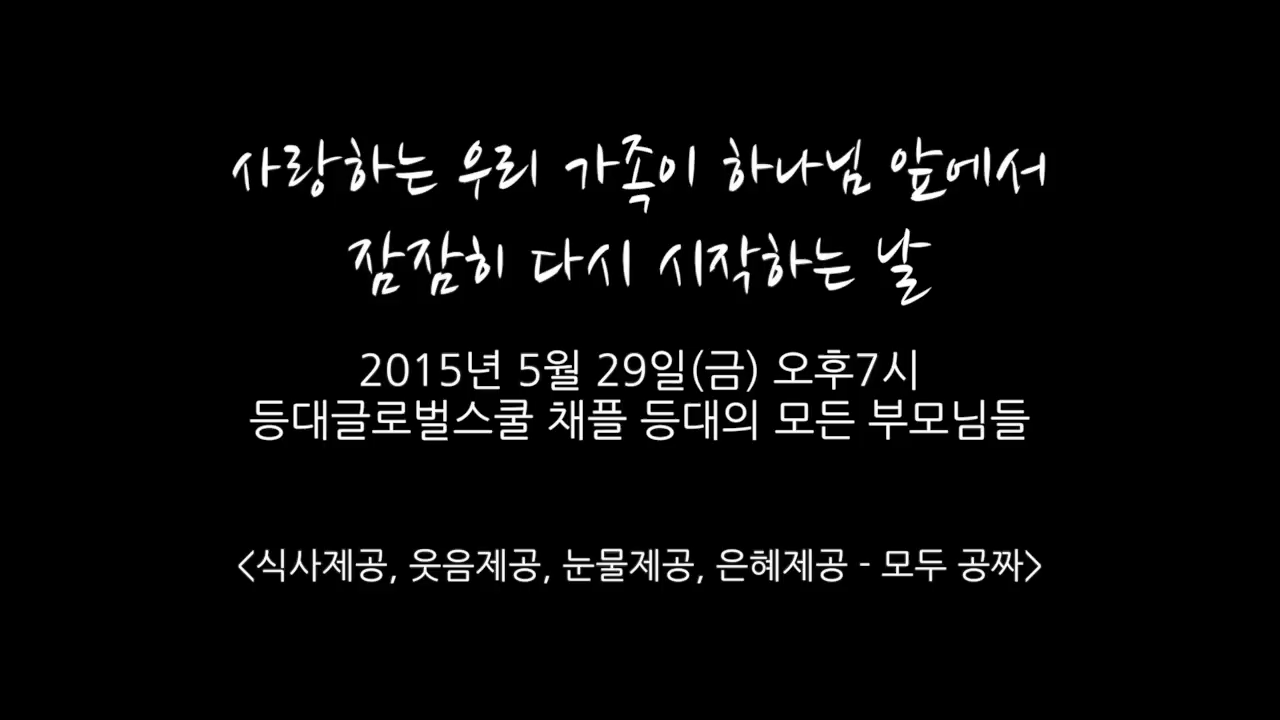 사랑하는 우리 가족이 하나님 앞에서
잠잠히 다시 시작하는 날
2015년 5월 29일(금) 오후7시
등대글로벌스쿨 채플 등대의 모든 부모님들
<식사제공, 웃음제공, 눈물제공, 은혜제공 - 모두 공짜>